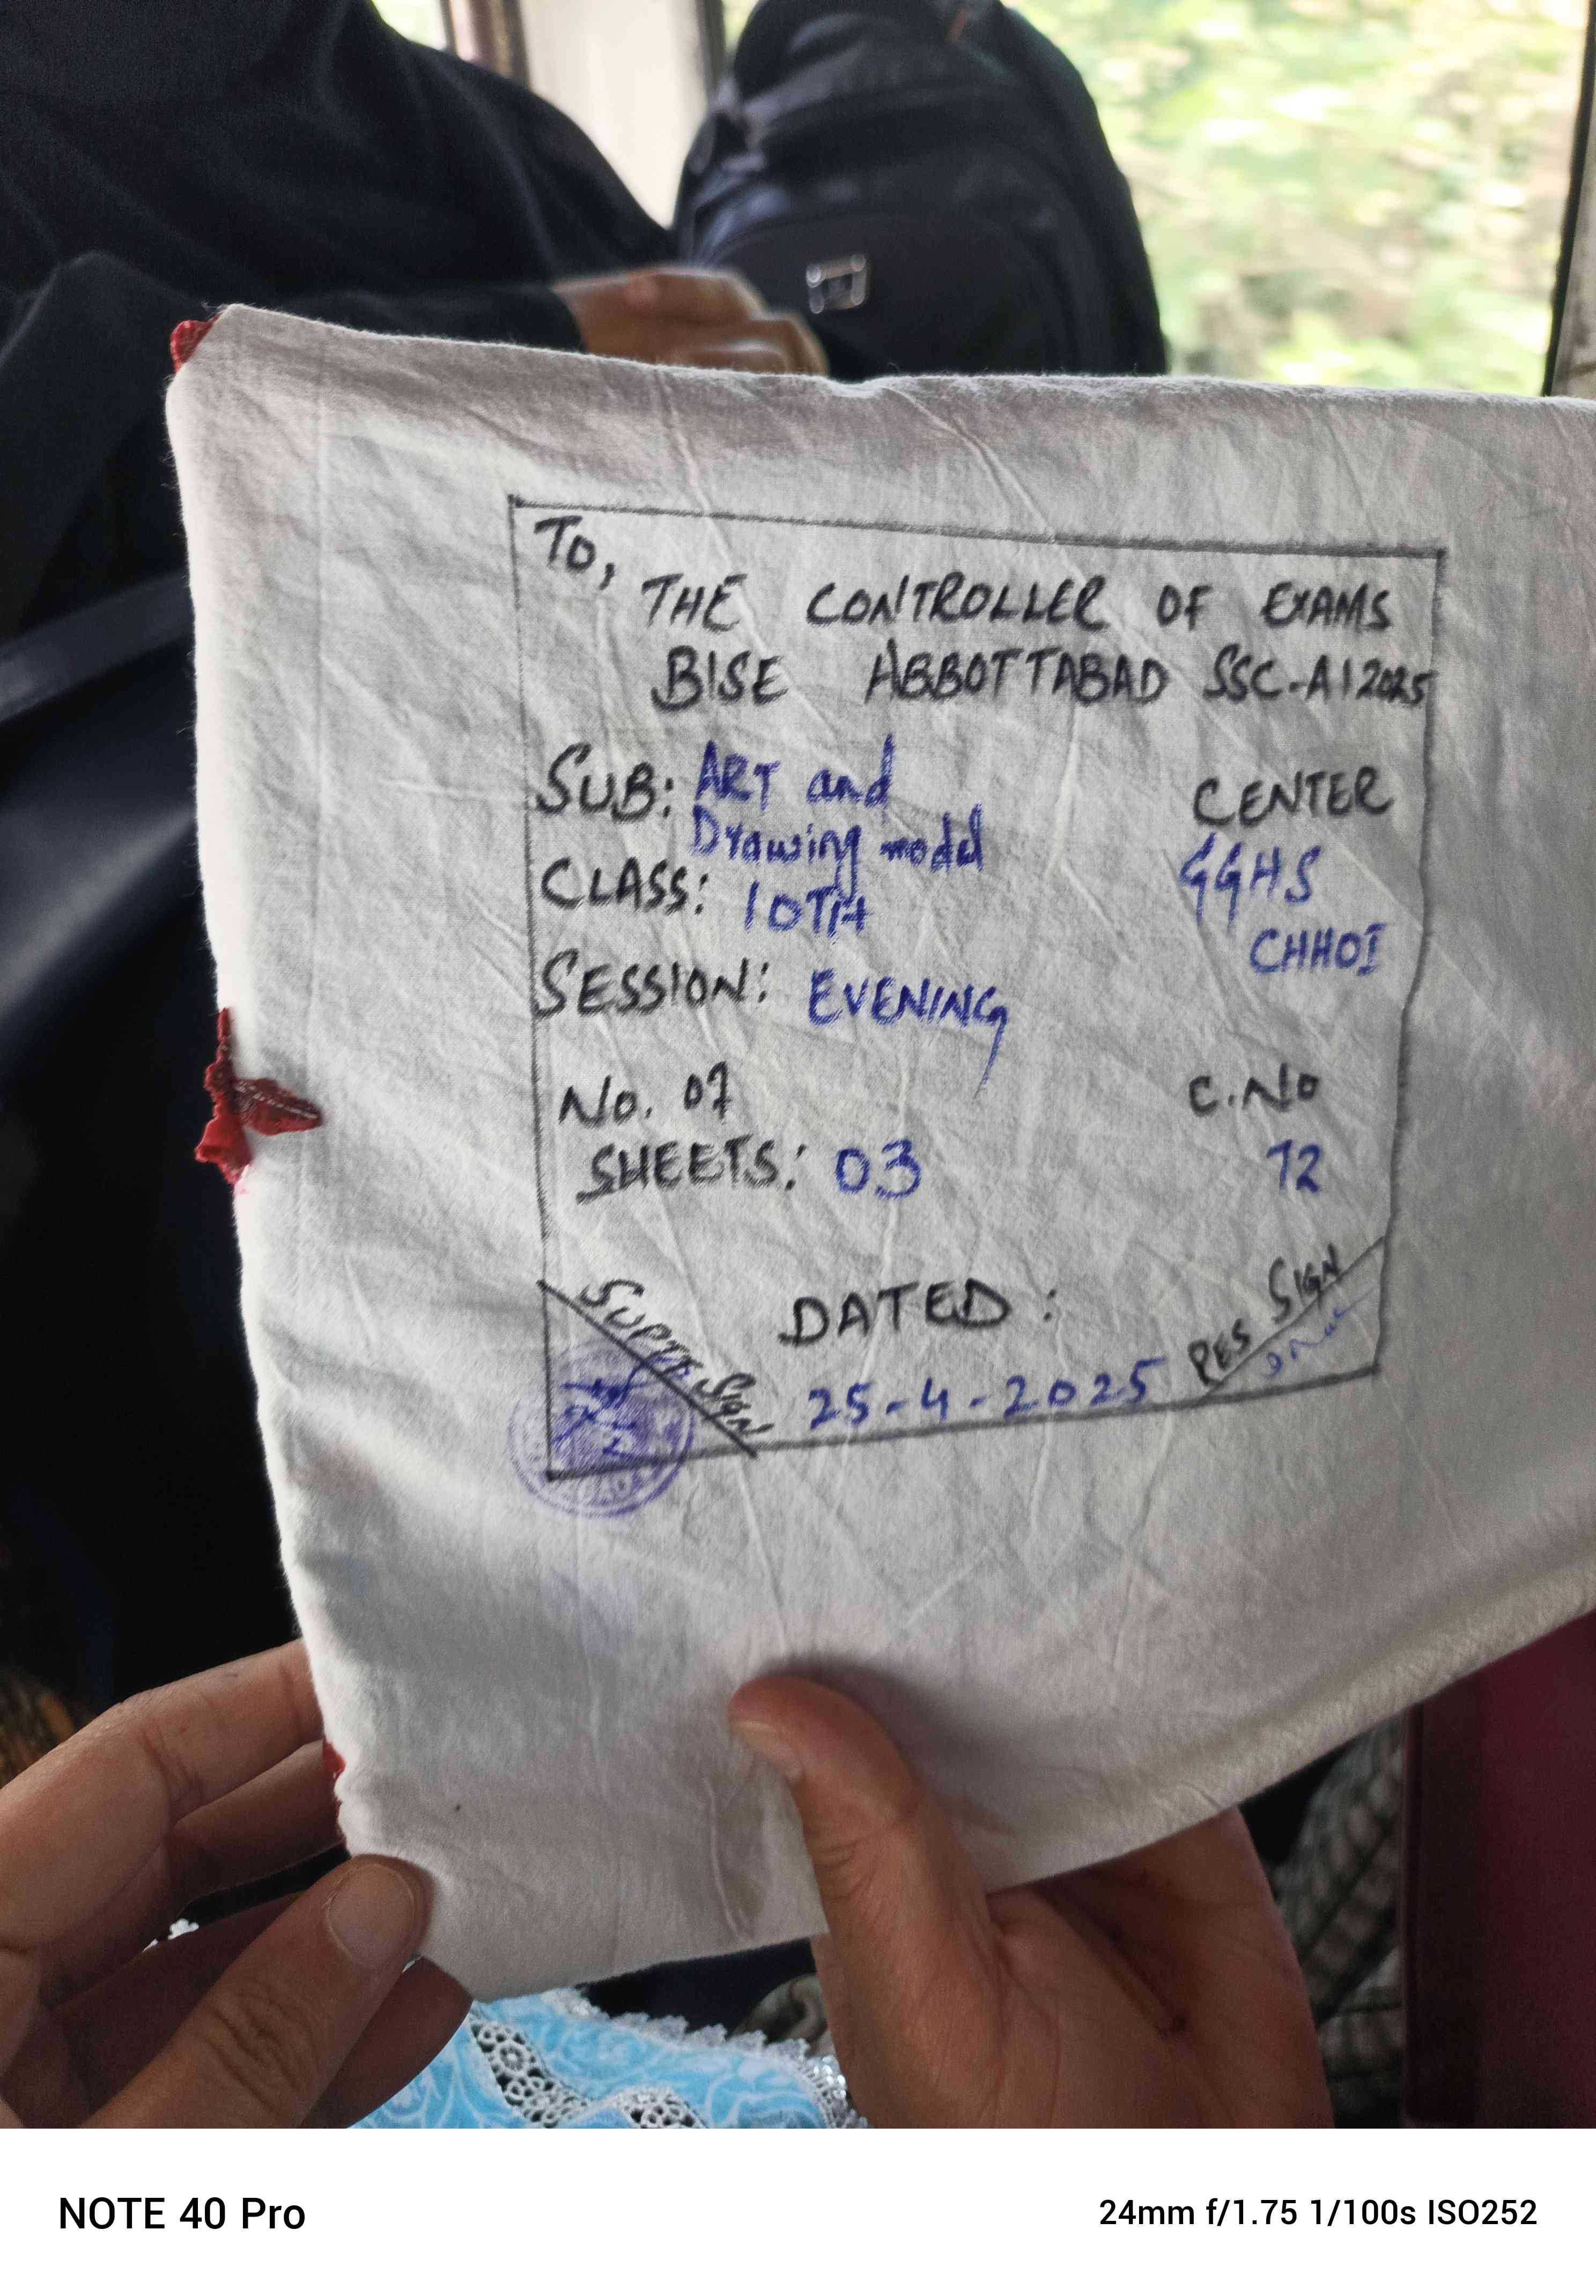 To,
THE CONTROLLER OF EXAMS
BISE ABBOTTABAD SSC-A12025
SUB: ART and
Drawing model
CENTER
GGHS
CHHOI
CLASS: 10TH
SESSION: EVENING
No. of
SHEETS: 03
C.No
72
SUPTT SIGN
DATED:
25-4-2025
RES SIGN
NOTE 40 Pro
24mm f/1.75 1/100s ISO252